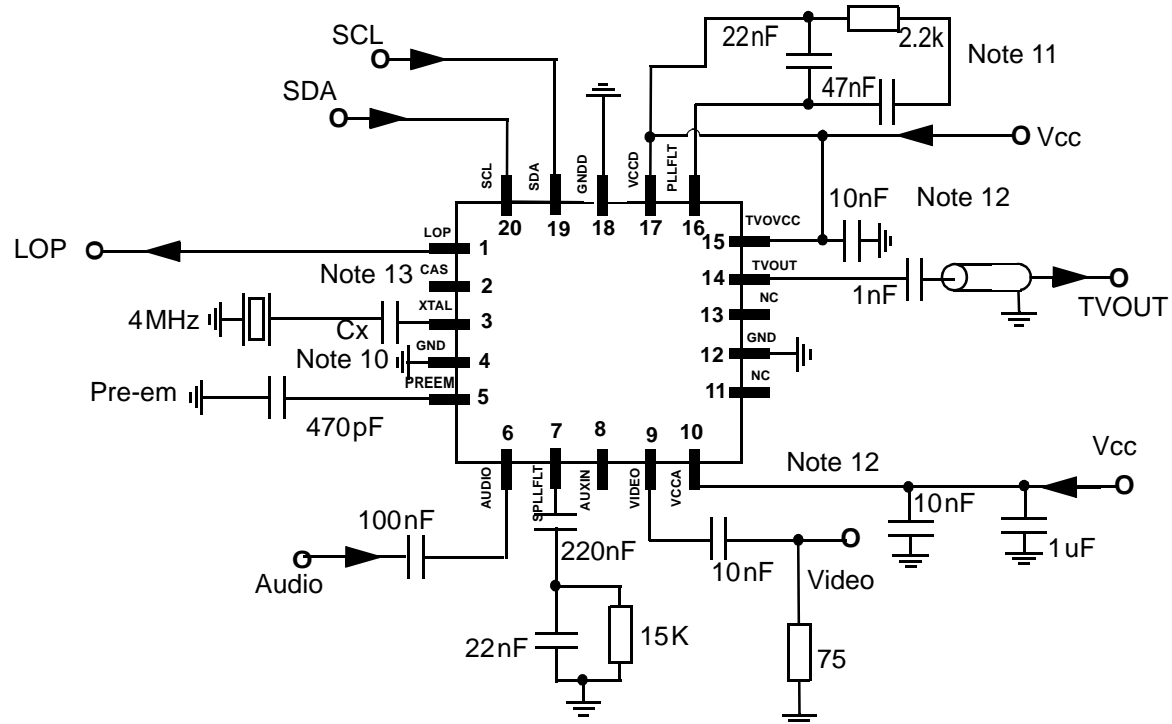 SCL
SDA
22nF
2.2k
Note 11
47nF
Vcc
SCL
SDA
GNDD
VCCD
PLLFLT
20
19
18
17
16
10nF
Note 12
LOP
LOP
1
15
TVOVCC
Note 13
CAS
2
14
TVOUT
1nF
TVOUT
4MHz
Cx
XTAL
3
13
NC
Note 10
GND
4
12
GND
Pre-em
470pF
PREEM
5
11
NC
6
7
8
9
10
AUDIO
SPLLFLT
AUXIN
VIDEO
VCCA
Note 12
Vcc
100nF
10nF
1uF
Audio
220nF
10nF
Video
22nF
15K
75